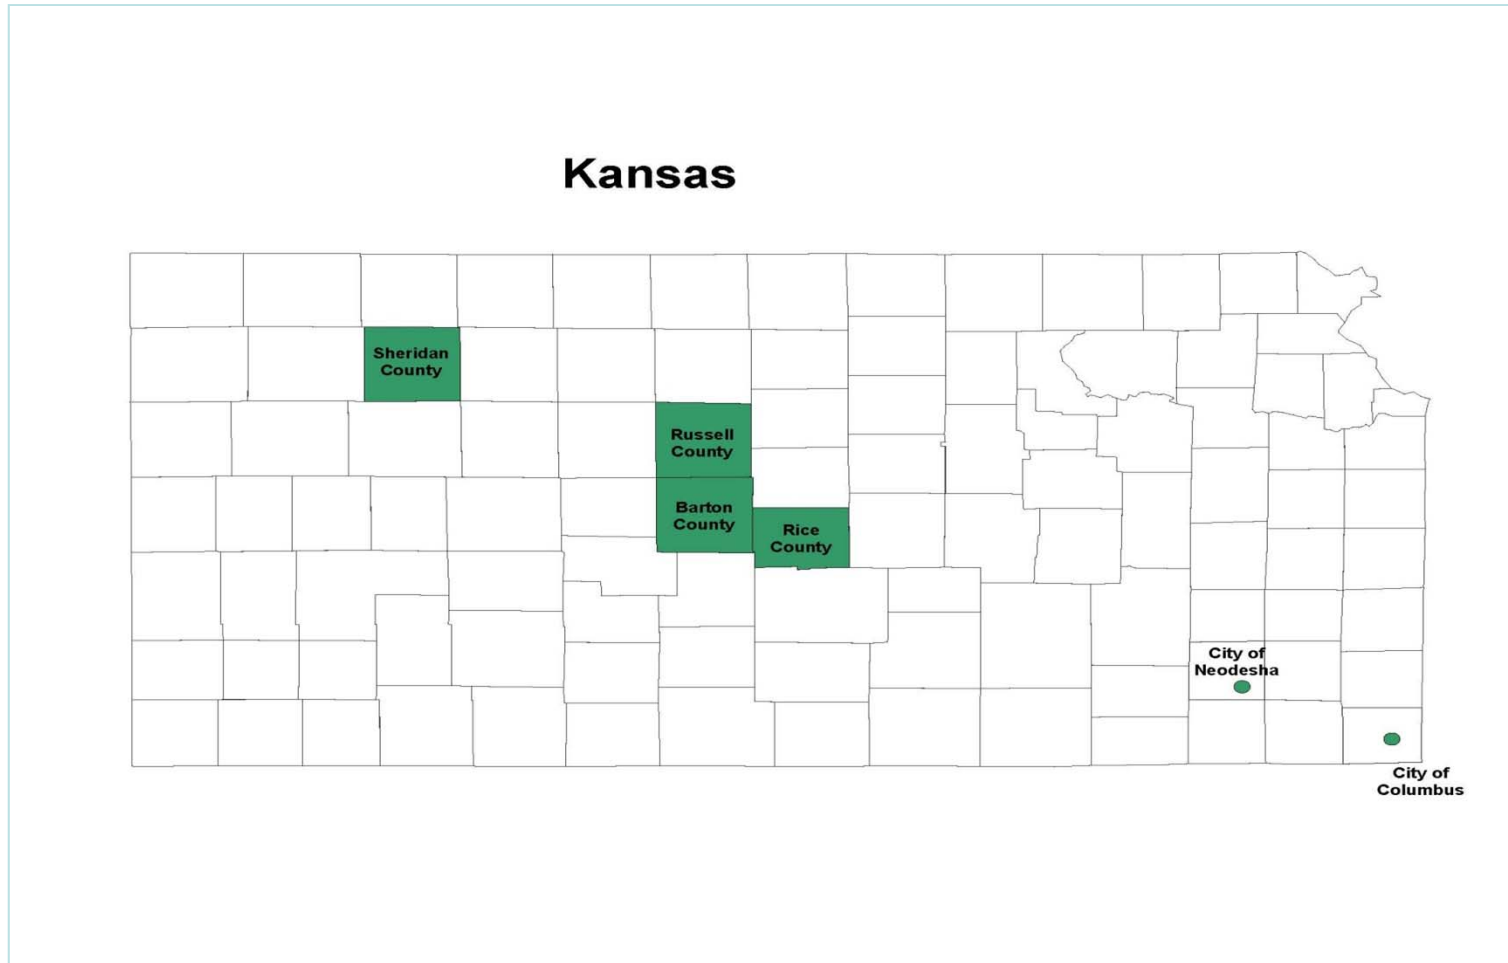 Kansas
Sheridan
County
Russell
County
Barton
County
Rice
County
City of
Neodesha
City of
Columbus